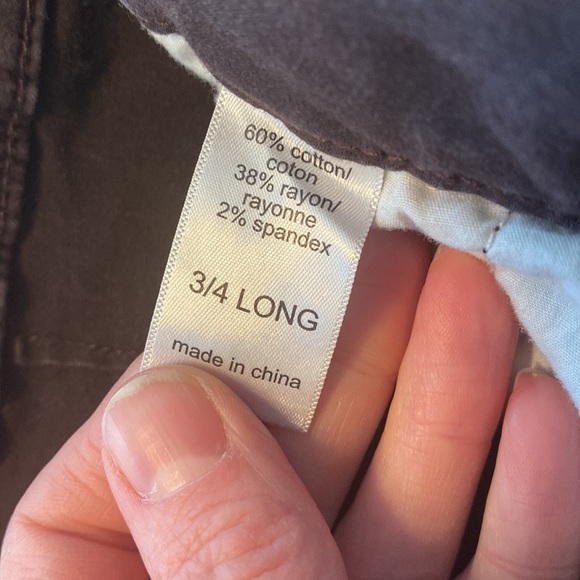 60% cotton/
coton
38% rayon/
rayonne
2% spandex
3/4 LONG
made in china